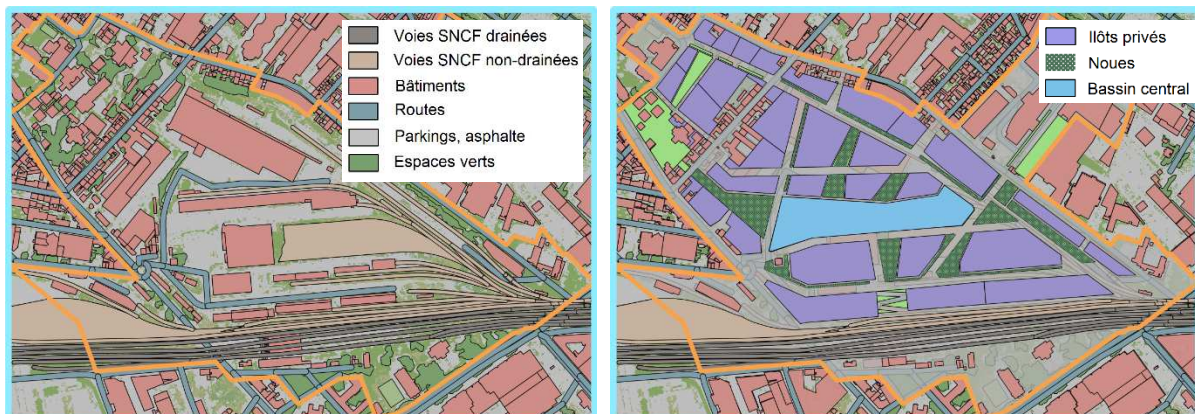 Voies SNCF drainées
Voies SNCF non-drainées
Bâtiments
Routes
Parkings, asphalte
Espaces verts
Ilôts privés
Noues
Bassin central